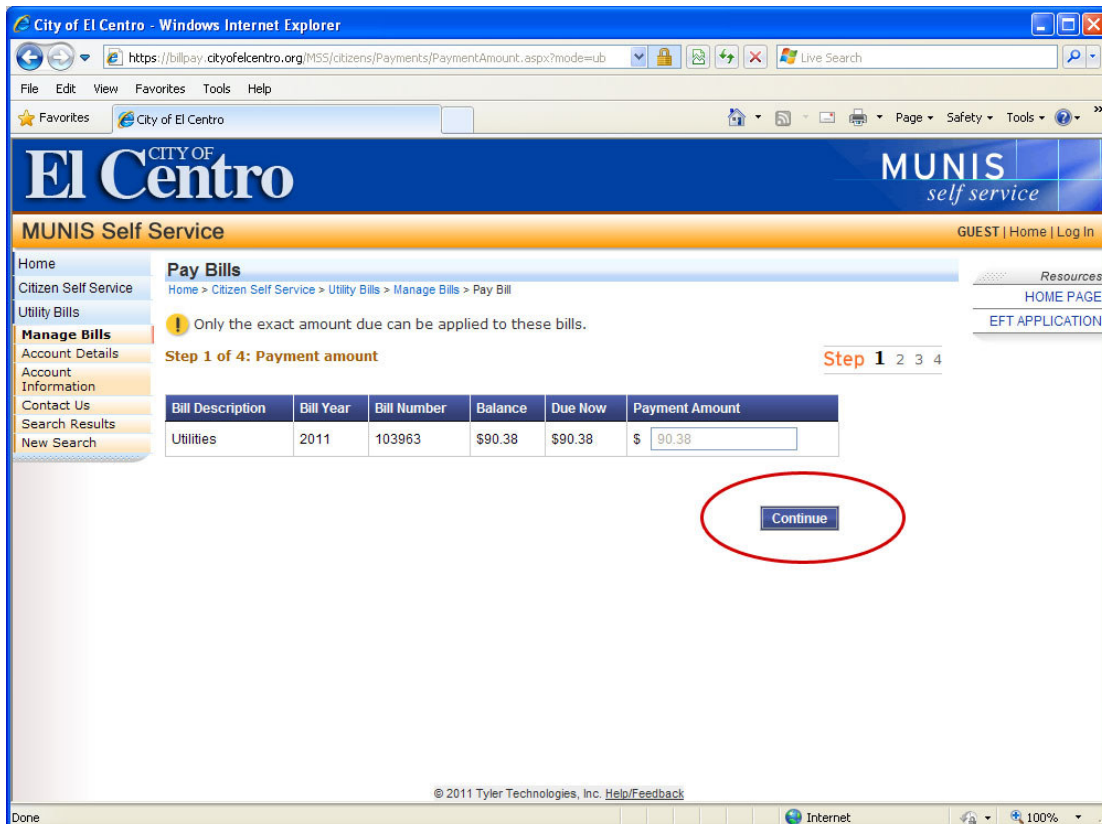 City of El Centro - Windows Internet Explorer
https://billpay.cityofelcentro.org/MSS/citizens/Payments/PaymentAmount.aspx?mode=ub
Live Search
File Edit View Favorites Tools Help
Favorites City of El Centro Page Safety Tools »
CITY OF
El Centro
MUNIS
self service
MUNIS Self Service GUEST | Home | Log In
Home
Citizen Self Service
Utility Bills
Manage Bills
Account Details
Account
Information
Contact Us
Search Results
New Search
Pay Bills
Home > Citizen Self Service > Utility Bills > Manage Bills > Pay Bill
! Only the exact amount due can be applied to these bills.
Step 1 of 4: Payment amount
Step 1 2 3 4
Bill Description Bill Year Bill Number Balance Due Now Payment Amount
Utilities 2011 103963 $90.38 $90.38 $ 90.38
Continue
Resources
HOME PAGE
EFT APPLICATION
© 2011 Tyler Technologies, Inc. Help/Feedback
Done Internet 100%